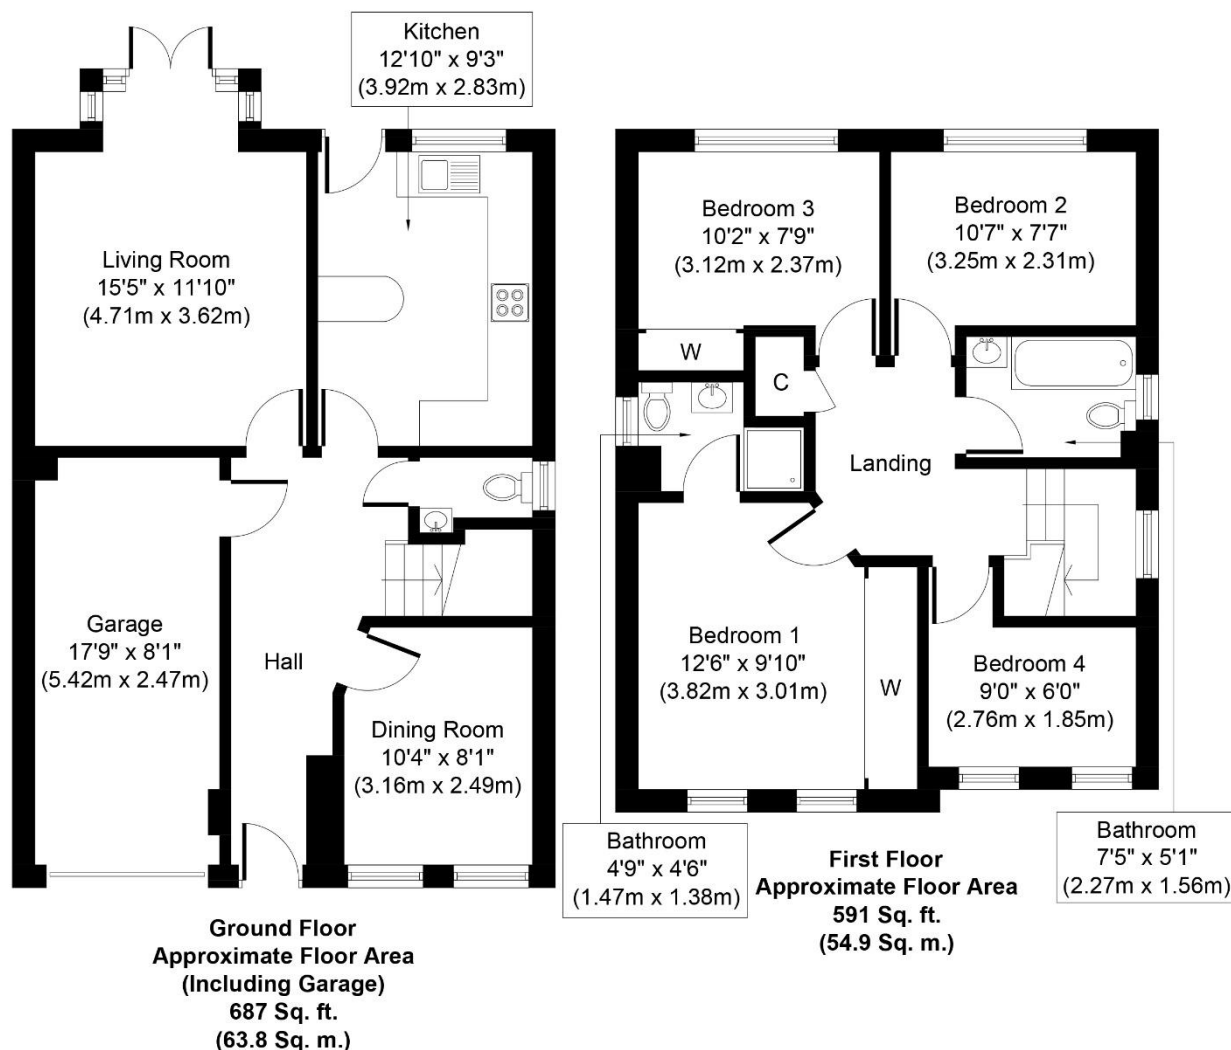 Kitchen
12'10" x 9'3"
(3.92m x 2.83m)
Living Room
15'5" x 11'10"
(4.71m x 3.62m)
Garage
17'9" x 8'1"
(5.42m x 2.47m)
Hall
Dining Room
10'4" x 8'1"
(3.16m x 2.49m)
Ground Floor
Approximate Floor Area
(Including Garage)
687 Sq. ft.
(63.8 Sq. m.)
Bedroom 3
10'2" x 7'9"
(3.12m x 2.37m)
Bedroom 2
10'7" x 7'7"
(3.25m x 2.31m)
W
C
Landing
Bedroom 1
12'6" x 9'10"
(3.82m x 3.01m)
W
Bedroom 4
9'0" x 6'0"
(2.76m x 1.85m)
Bathroom
4'9" x 4'6"
(1.47m x 1.38m)
First Floor
Approximate Floor Area
591 Sq. ft.
(54.9 Sq. m.)
Bathroom
7'5" x 5'1"
(2.27m x 1.56m)